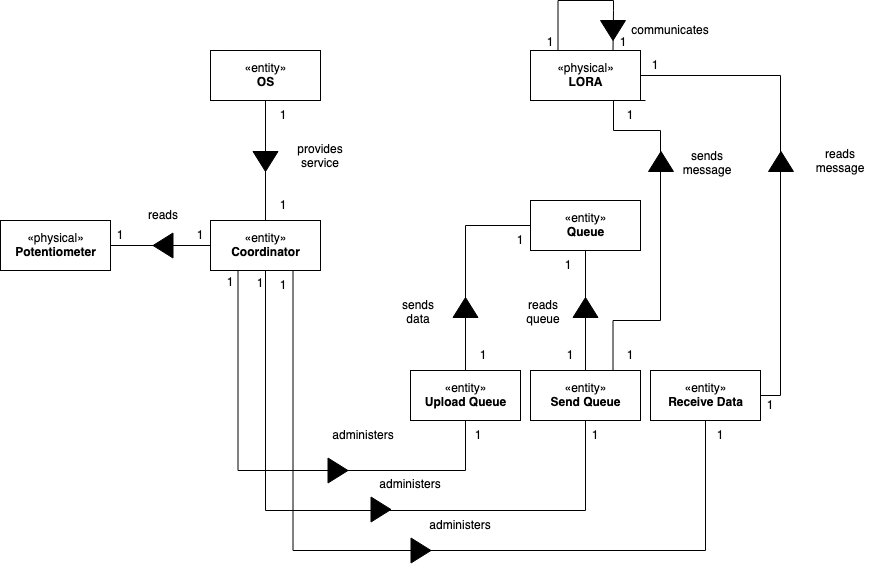 communicates
1
1
«entity»
OS
«physical»
LORA
1
1
1
provides
service
sends
message
reads
message
1
reads
«entity»
Queue
«physical»
Potentiometer
1
1
«entity»
Coordinator
1
1
1
1
1
sends
data
reads
queue
1
1
1
«entity»
Upload Queue
«entity»
Send Queue
«entity»
Receive Data
1
administers
1
1
1
administers
administers